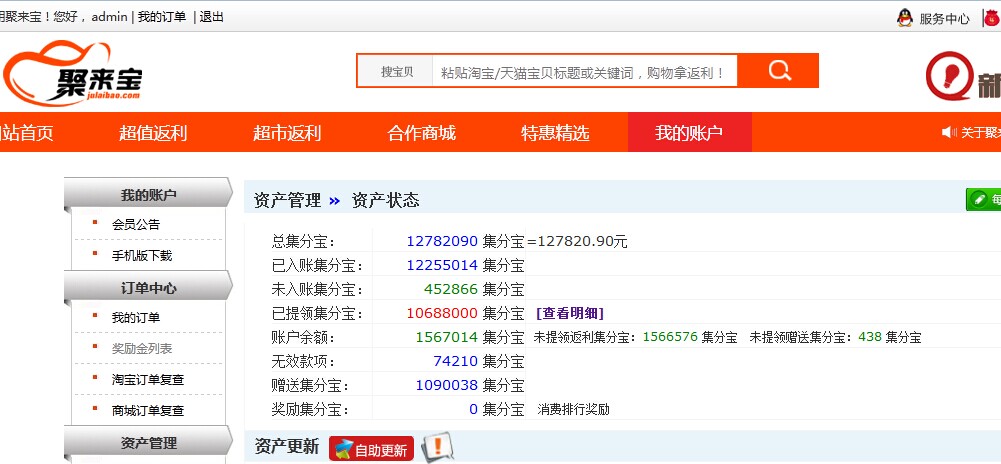 用聚来宝！您好， admin | 我的订单 | 退出
服务中心
聚来宝
julaibao.com
搜宝贝 粘贴淘宝/天猫宝贝标题或关键词，购物拿返利！
新
站首页 超值返利 超市返利 合作商城 特惠精选 我的账户 关于聚来
我的账户
会员公告
手机版下载
订单中心
我的订单
奖励金列表
淘宝订单复查
商城订单复查
资产管理
资产管理 » 资产状态
每
总集分宝： 12782090 集分宝=127820.90元
已入账集分宝： 12255014 集分宝
未入账集分宝： 452866 集分宝
已提领集分宝： 10688000 集分宝 [查看明细]
账户余额： 1567014 集分宝 未提领返利集分宝：1566576 集分宝 未提领赠送集分宝：438 集分宝
无效款项： 74210 集分宝
赠送集分宝： 1090038 集分宝
奖励集分宝： 0 集分宝 消费排行奖励
资产更新 自助更新